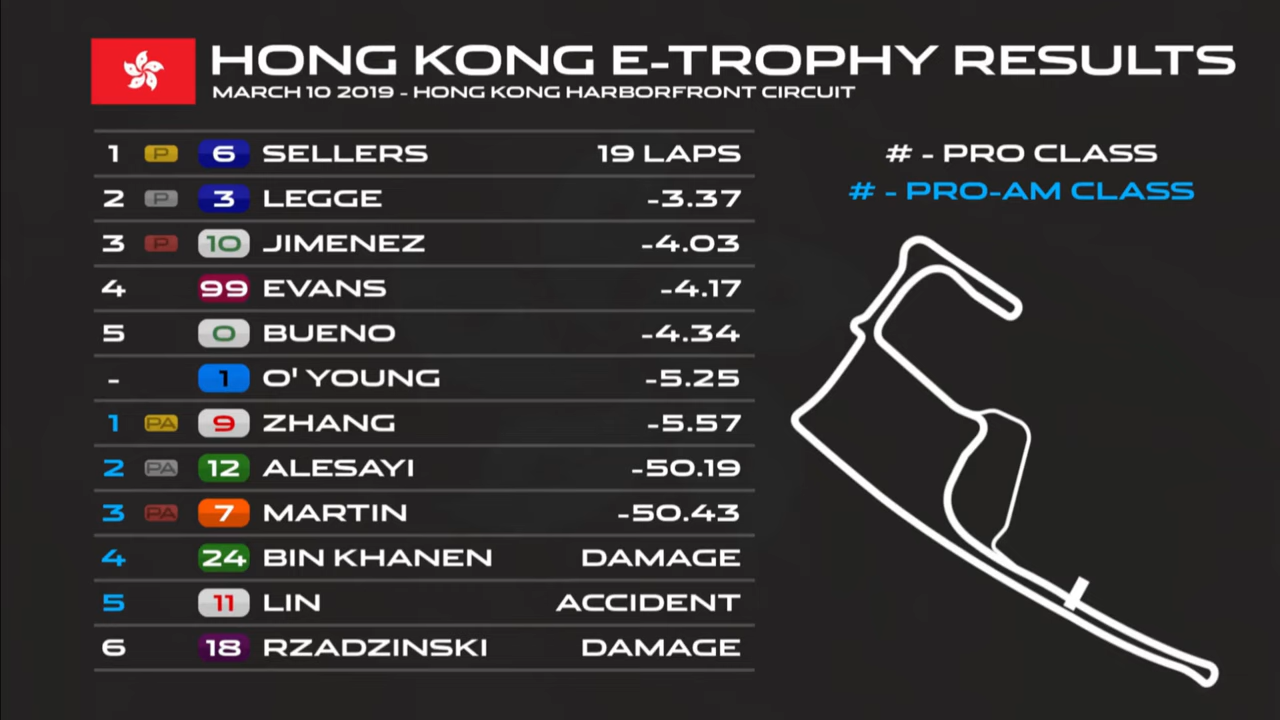 HONG KONG E-TROPHY RESULTS
MARCH 10 2019 - HONG KONG HARBORFRONT CIRCUIT
1 P 6 SELLERS 19 LAPS
2 P 3 LEGGE -3.37
3 P 10 JIMENEZ -4.03
4 99 EVANS -4.17
5 0 BUENO -4.34
- 1 O' YOUNG -5.25
1 PA 9 ZHANG -5.57
2 PA 12 ALESAYI -50.19
3 PA 7 MARTIN -50.43
4 24 BIN KHANEN DAMAGE
5 11 LIN ACCIDENT
6 18 RZADZINSKI DAMAGE
# - PRO CLASS
# - PRO-AM CLASS